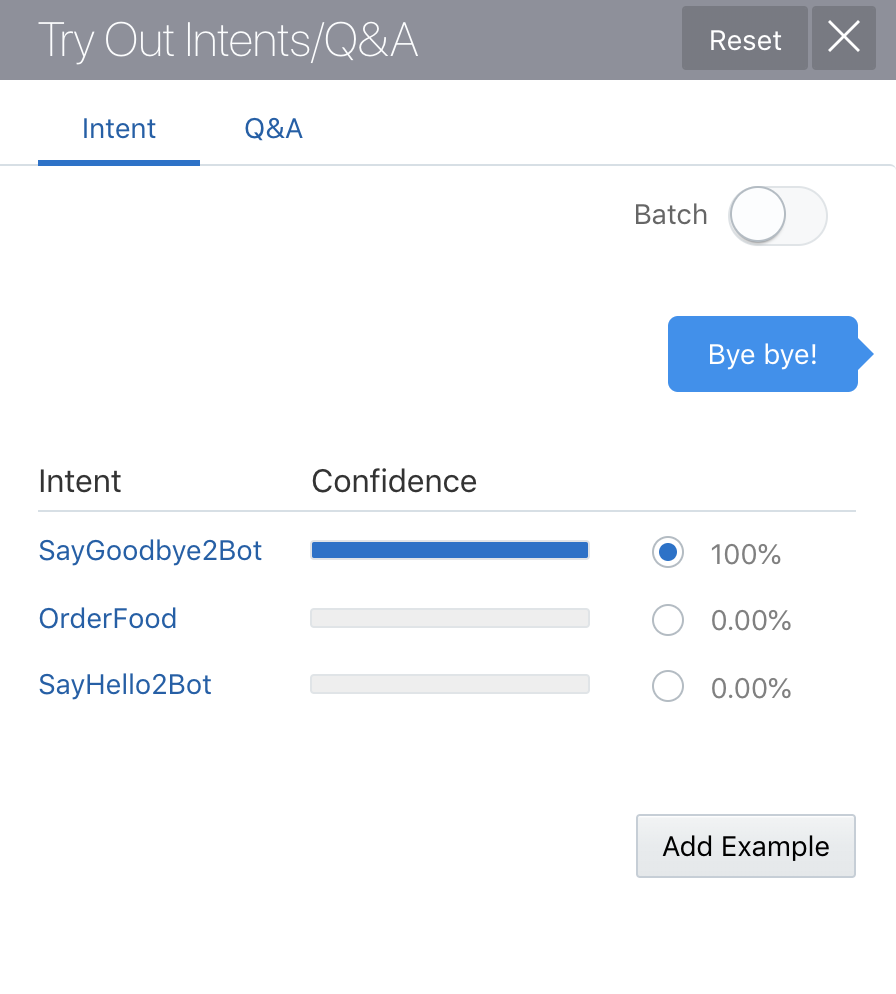 Try Out Intents/Q&A Reset
Intent Q&A
Batch
Bye bye!
Intent Confidence
SayGoodbye2Bot 100%
OrderFood 0.00%
SayHello2Bot 0.00%
Add Example